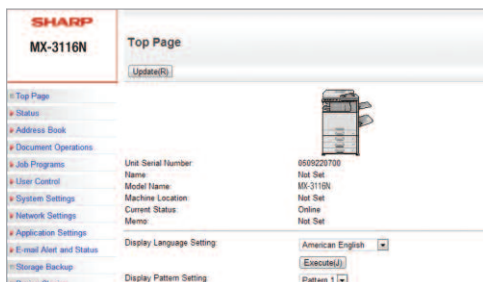 SHARP
MX-3116N
Top Page
Update(R)
Top Page
Status
Address Book
Document Operations
Job Programs
User Control
System Settings
Network Settings
Application Settings
E-mail Alert and Status
Storage Backup
Unit Serial Number: 0509220700
Name: Not Set
Model Name: MX-3116N
Machine Location: Not Set
Current Status: Online
Memo: Not Set
Display Language Setting: American English
Execute(J)
Display Pattern Setting: Pattern 1